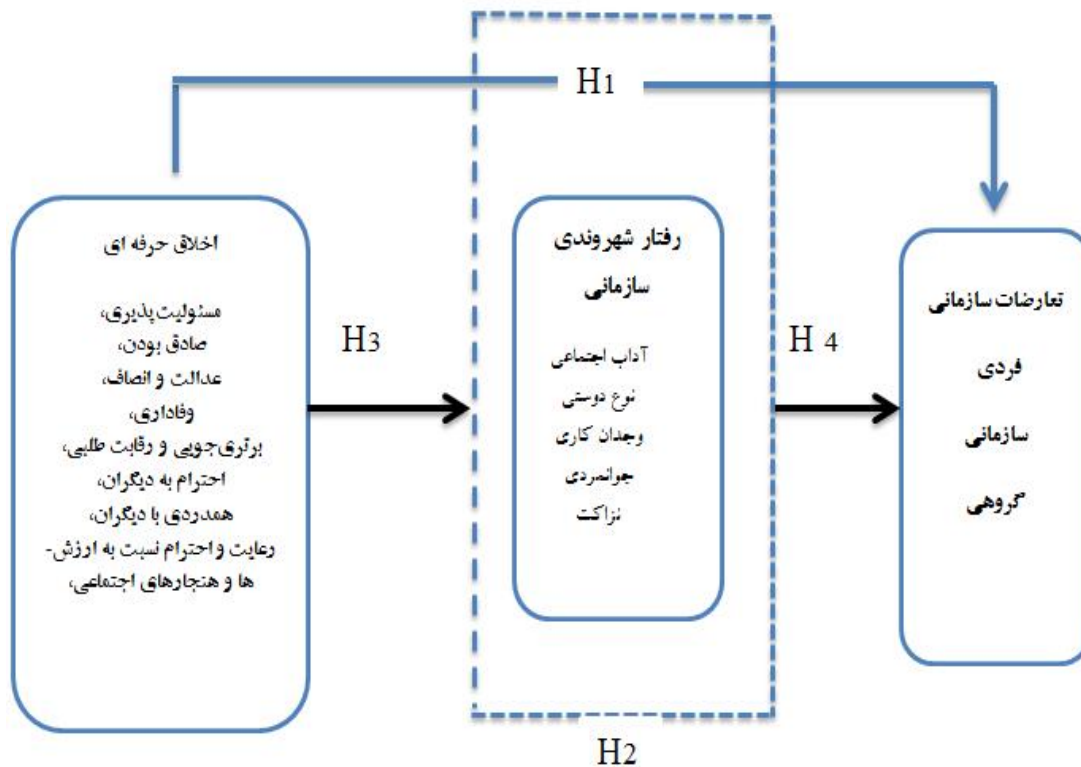 H1
اخلاق حرفه ای
مسئولیت‌پذیری،
صادق بودن،
عدالت و انصاف،
وفاداری،
برتری‌جویی و رقابت طلبی،
احترام به دیگران،
همدردی با دیگران،
رعایت و احترام نسبت به ارزش-
ها و هنجارهای اجتماعی،
H3
رفتار شهروندی
سازمانی
آداب اجتماعی
نوع دوستی
وجدان کاری
جوانمردی
نزاکت
H 4
تعارضات سازمانی
فردی
سازمانی
گروهی
H2